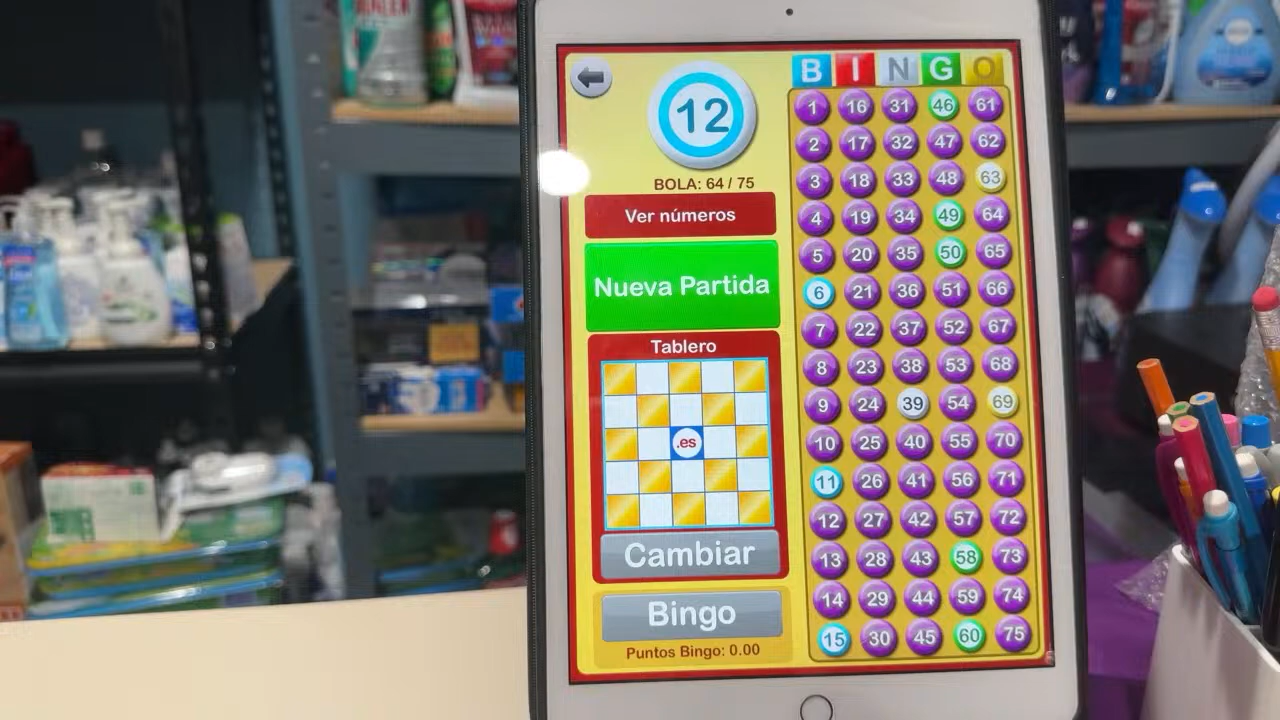 B I N G O
12
BOLA: 64 / 75
Ver números
Nueva Partida
Tablero
.es
Cambiar
Bingo
Puntos Bingo: 0.00
1 16 31 46 61
2 17 32 47 62
3 18 33 48 63
4 19 34 49 64
5 20 35 50 65
6 21 36 51 66
7 22 37 52 67
8 23 38 53 68
9 24 39 54 69
10 25 40 55 70
11 26 41 56 71
12 27 42 57 72
13 28 43 58 73
14 29 44 59 74
15 30 45 60 75